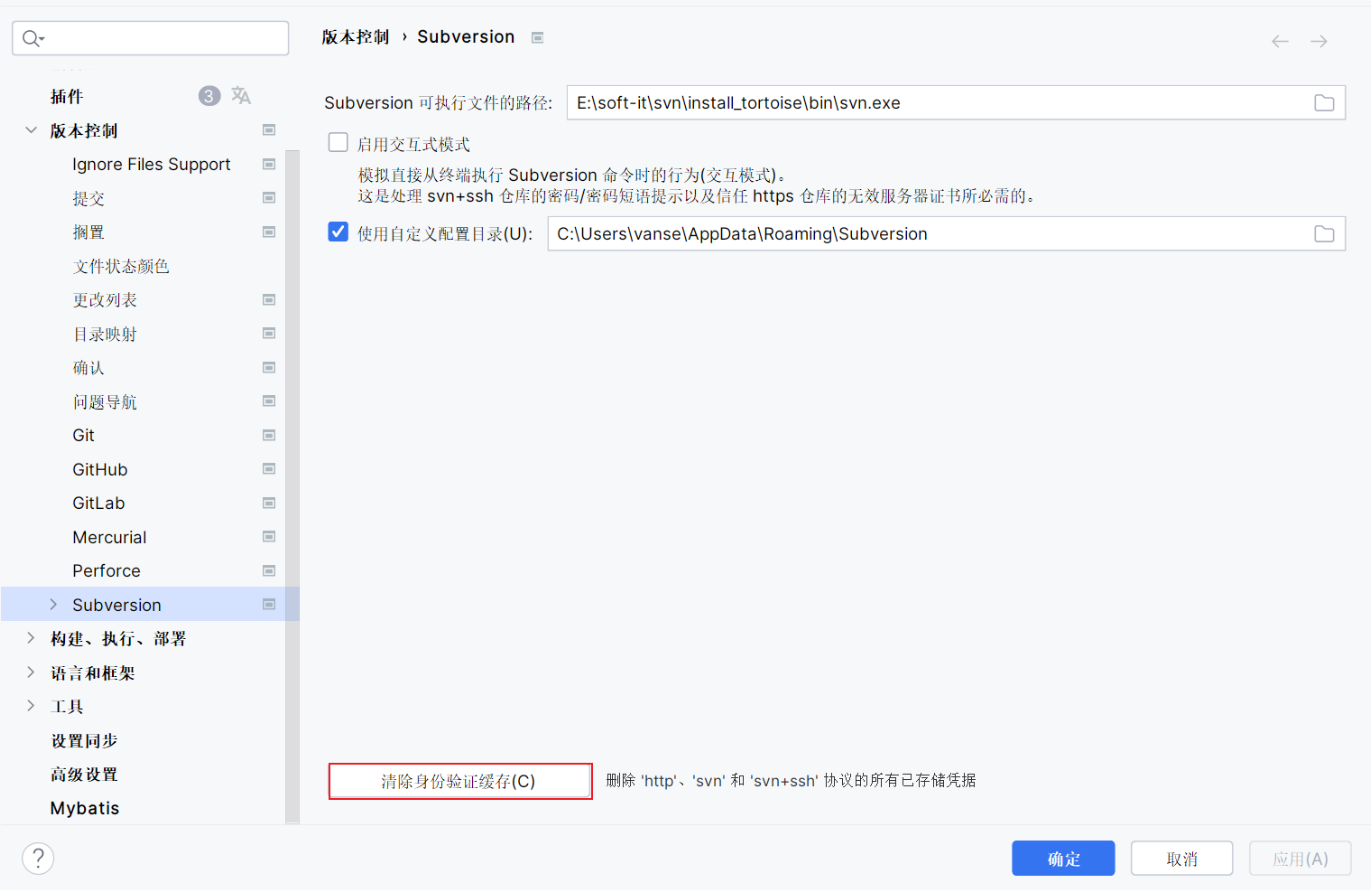 版本控制 › Subversion
插件 3
版本控制
Ignore Files Support
提交
搁置
文件状态颜色
更改列表
目录映射
确认
问题导航
Git
GitHub
GitLab
Mercurial
Perforce
Subversion
构建、执行、部署
语言和框架
工具
设置同步
高级设置
Mybatis
Subversion 可执行文件的路径: E:\soft-it\svn\install_tortoise\bin\svn.exe
启用交互式模式
模拟直接从终端执行 Subversion 命令时的行为(交互模式)。
这是处理 svn+ssh 仓库的密码/密码短语提示以及信任 https 仓库的无效服务器证书所必需的。
使用自定义配置目录(U): C:\Users\vanse\AppData\Roaming\Subversion
清除身份验证缓存(C) 删除 'http'、'svn' 和 'svn+ssh' 协议的所有已存储凭据
? 确定 取消 应用(A)